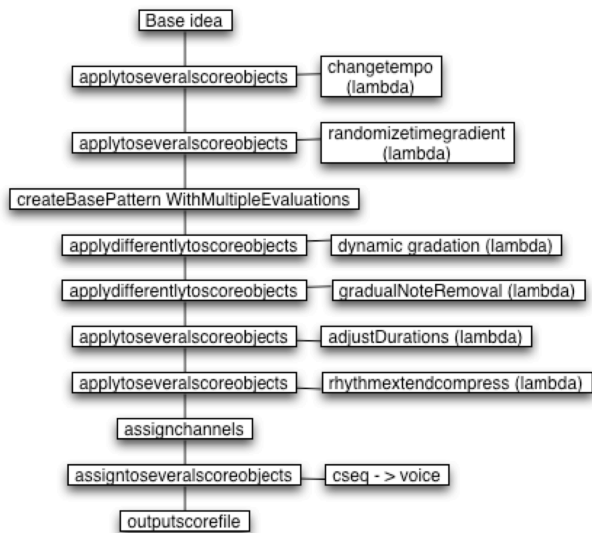 Base idea
applytoseveralscoreobjects
changetempo
(lambda)
applytoseveralscoreobjects
randomizetimegradient
(lambda)
createBasePattern WithMultipleEvaluations
applydifferentlytoscoreobjects
dynamic gradation (lambda)
applydifferentlytoscoreobjects
gradualNoteRemoval (lambda)
applytoseveralscoreobjects
adjustDurations (lambda)
applytoseveralscoreobjects
rhythmextendcompress (lambda)
assignchannels
assigntoseveralscoreobjects
cseq - > voice
outputscorefile